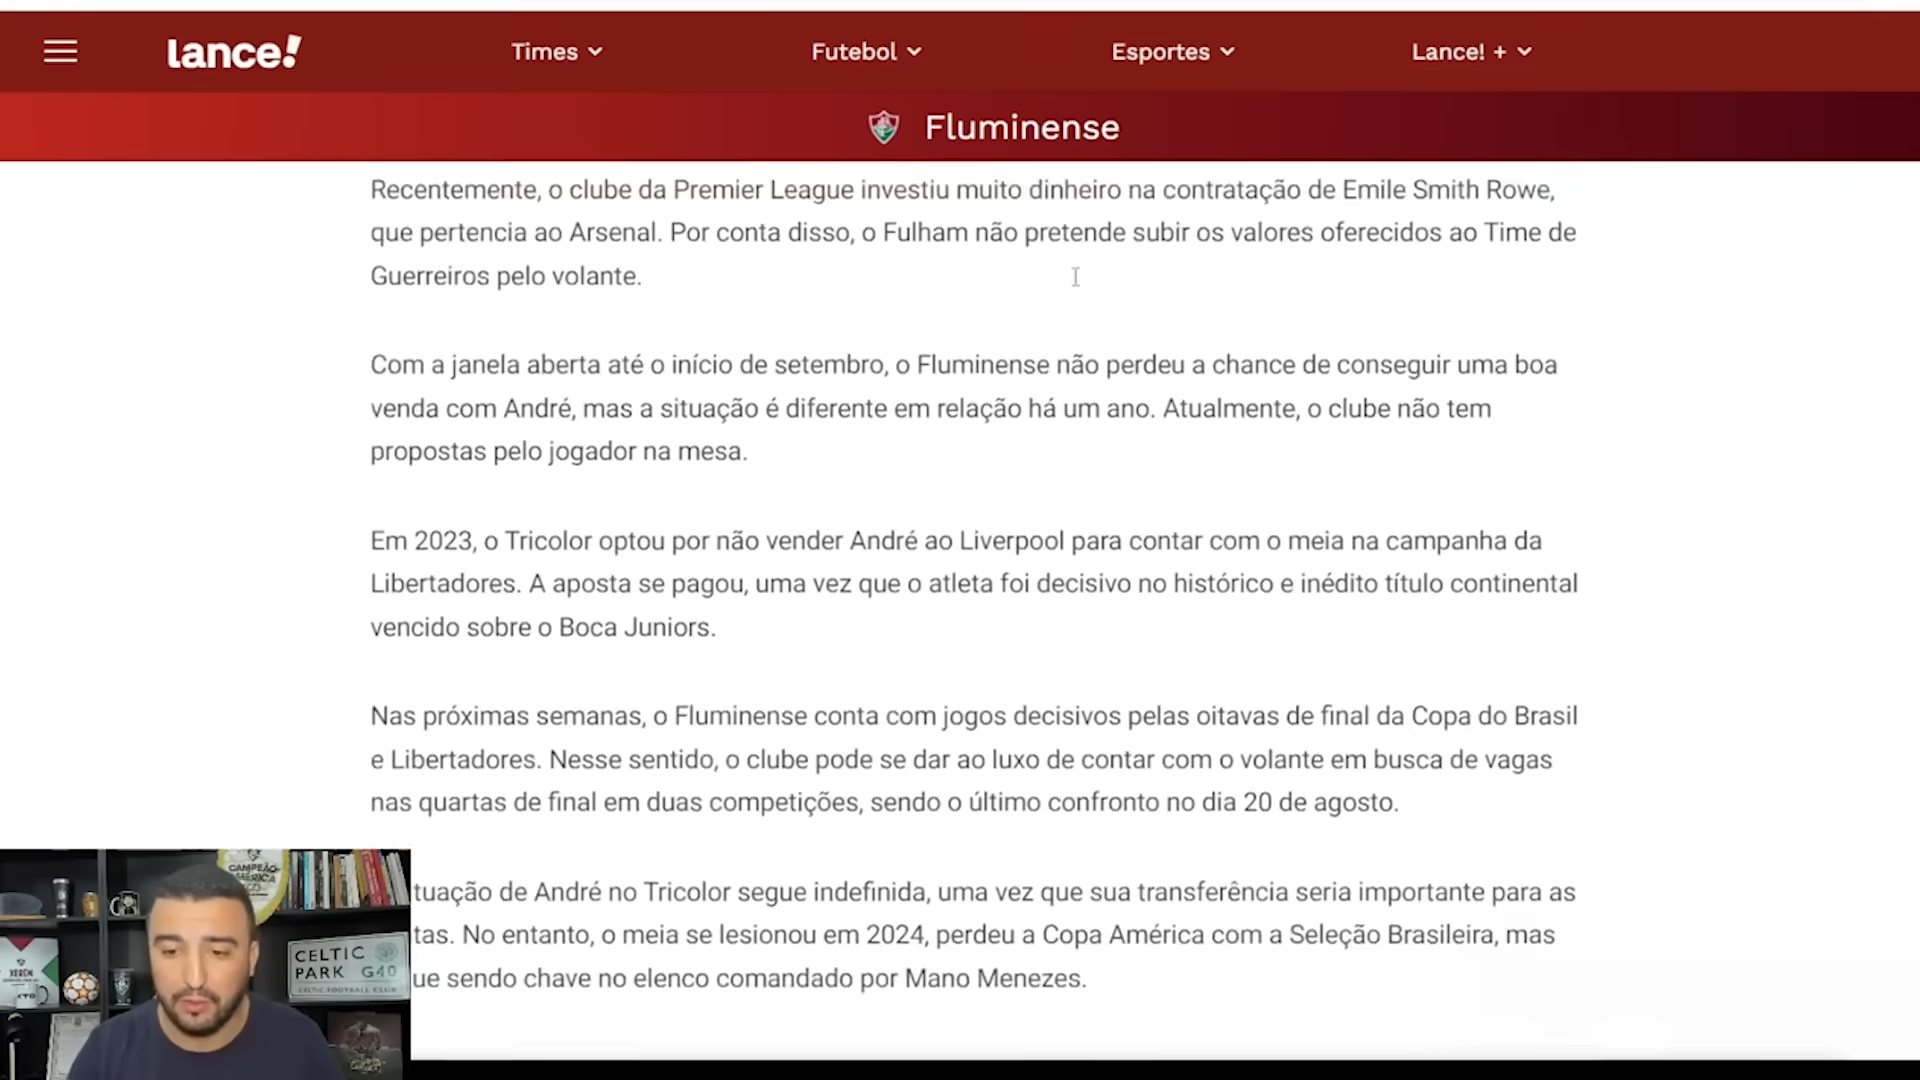 lance!
Times
Futebol
Esportes
Lance! +
Fluminense
Recentemente, o clube da Premier League investiu muito dinheiro na contratação de Emile Smith Rowe,
que pertencia ao Arsenal. Por conta disso, o Fulham não pretende subir os valores oferecidos ao Time de
Guerreiros pelo volante.
Com a janela aberta até o início de setembro, o Fluminense não perdeu a chance de conseguir uma boa
venda com André, mas a situação é diferente em relação há um ano. Atualmente, o clube não tem
propostas pelo jogador na mesa.
Em 2023, o Tricolor optou por não vender André ao Liverpool para contar com o meia na campanha da
Libertadores. A aposta se pagou, uma vez que o atleta foi decisivo no histórico e inédito título continental
vencido sobre o Boca Juniors.
Nas próximas semanas, o Fluminense conta com jogos decisivos pelas oitavas de final da Copa do Brasil
e Libertadores. Nesse sentido, o clube pode se dar ao luxo de contar com o volante em busca de vagas
nas quartas de final em duas competições, sendo o último confronto no dia 20 de agosto.
tuação de André no Tricolor segue indefinida, uma vez que sua transferência seria importante para as
tas. No entanto, o meia se lesionou em 2024, perdeu a Copa América com a Seleção Brasileira, mas
ue sendo chave no elenco comandado por Mano Menezes.
CAMPEÃO
AMÉRICA
CELTIC
PARK G40
CELTIC FOOTBALL CLUB
XERÉM